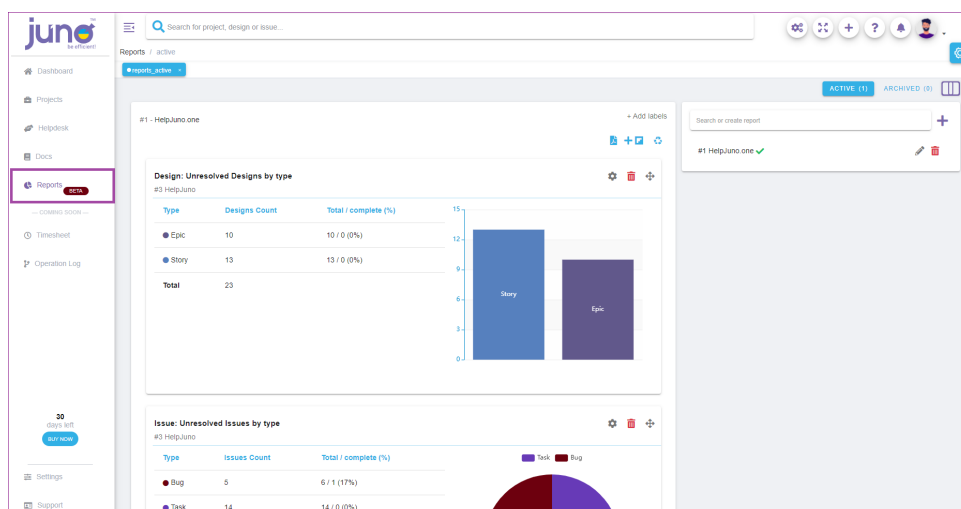 juno
be efficient!
Search for project, design or issue...
Reports / active
reports_active
Dashboard
Projects
Helpdesk
Docs
Reports
BETA
--- COMING SOON ---
Timesheet
Operation Log
30
days left
BUY NOW
Settings
Support
ACTIVE (1)
ARCHIVED (8)
#1 - HelpJuno.one
+ Add labels
Design: Unresolved Designs by type
#3 HelpJuno
Type Designs Count Total / complete (%)
Epic 10 10 / 0 (0%)
Story 13 13 / 0 (0%)
Total 23
15
12
9
6
3
0
Story
Epic
Issue: Unresolved Issues by type
#3 HelpJuno
Type Issues Count Total / complete (%)
Bug 5 6 / 1 (17%)
Task 14 14 / 0 (0%)
Task Bug
Search or create report
#1 HelpJuno.one